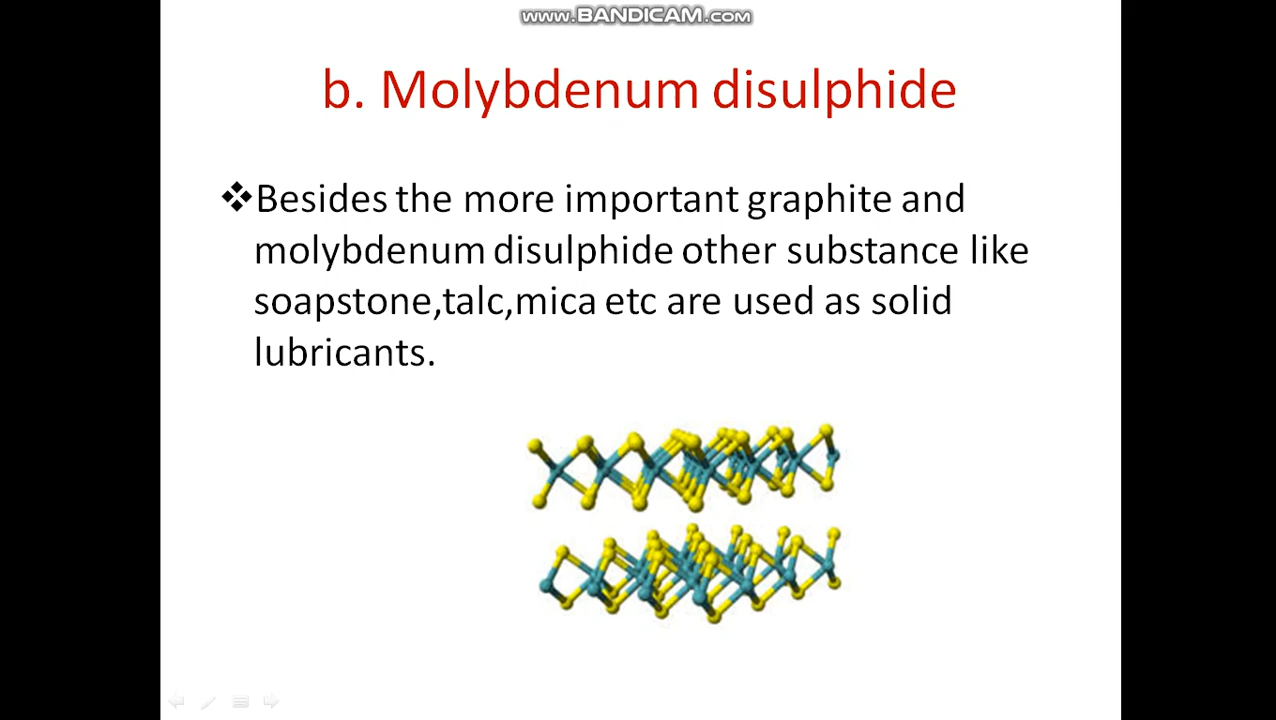 www.BANDICAM.com
b. Molybdenum disulphide
❖Besides the more important graphite and
molybdenum disulphide other substance like
soapstone,talc,mica etc are used as solid
lubricants.